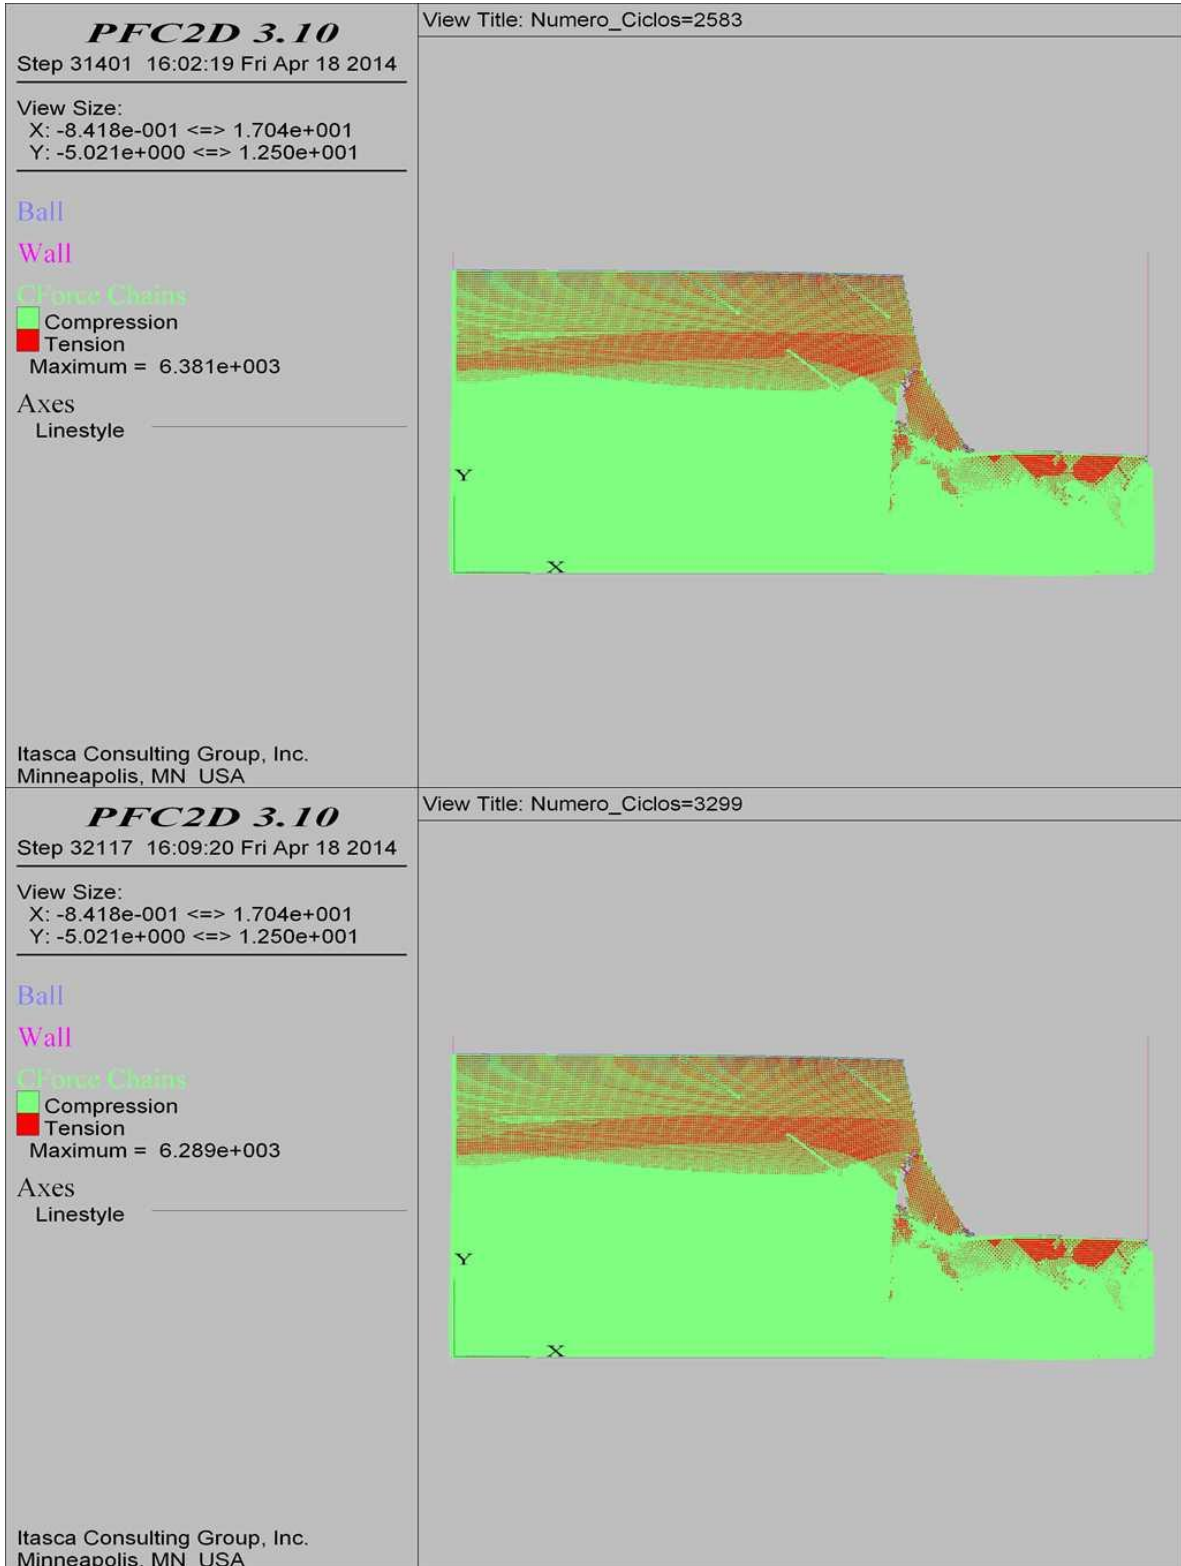 PFC2D 3.10
Step 31401 16:02:19 Fri Apr 18 2014
View Size:
X: -8.418e-001 <=> 1.704e+001
Y: -5.021e+000 <=> 1.250e+001
Ball
Wall
CForce Chains
Compression
Tension
Maximum = 6.381e+003
Axes
Linestyle
Itasca Consulting Group, Inc.
Minneapolis, MN USA
View Title: Numero_Ciclos=2583
Y
X
PFC2D 3.10
Step 32117 16:09:20 Fri Apr 18 2014
View Size:
X: -8.418e-001 <=> 1.704e+001
Y: -5.021e+000 <=> 1.250e+001
Ball
Wall
CForce Chains
Compression
Tension
Maximum = 6.289e+003
Axes
Linestyle
Itasca Consulting Group, Inc.
Minneapolis, MN USA
View Title: Numero_Ciclos=3299
Y
X